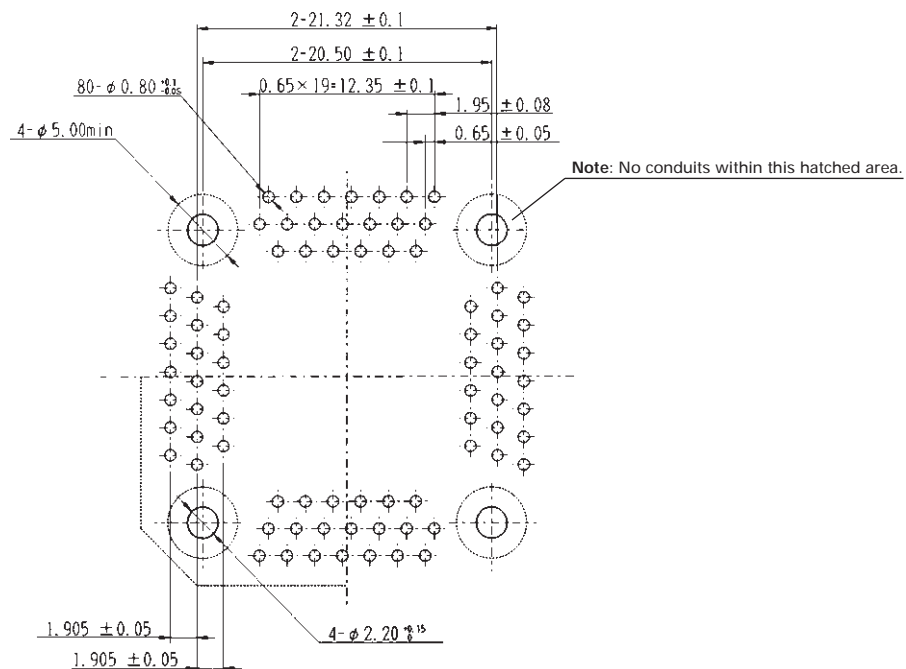 2-21.32 ±0.1
2-20.50 ±0.1
0.65×19=12.35 ±0.1
80-φ0.80 +0.1 -0.05
1.95 ±0.08
4-φ5.00min
0.65 ±0.05
Note: No conduits within this hatched area.
1.905 ±0.05
4-φ2.20 +0.15 0
1.905 ±0.05